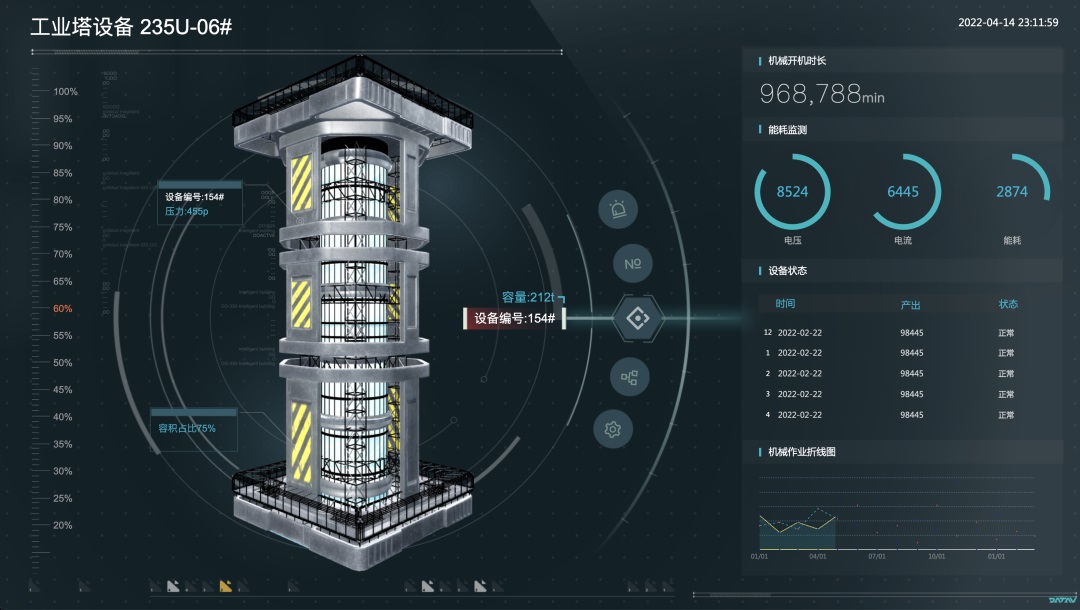 工业塔设备 235U-06#
2022-04-14 23:11:59
100%
95%
90%
85%
80%
75%
70%
65%
60%
55%
50%
45%
40%
35%
30%
25%
20%
设备编号:154#
压力:455p
容积占比75%
容量:212t
设备编号:154#
NO
机械开机时长
968,788min
能耗监测
8524
6445
2874
电压
电流
能耗
设备状态
时间 产出 状态
12 2022-02-22 98445 正常
1 2022-02-22 98445 正常
2 2022-02-22 98445 正常
3 2022-02-22 98445 正常
4 2022-02-22 98445 正常
机械作业折线图
01/01 04/01 07/01 10/01 01/01
DATAV